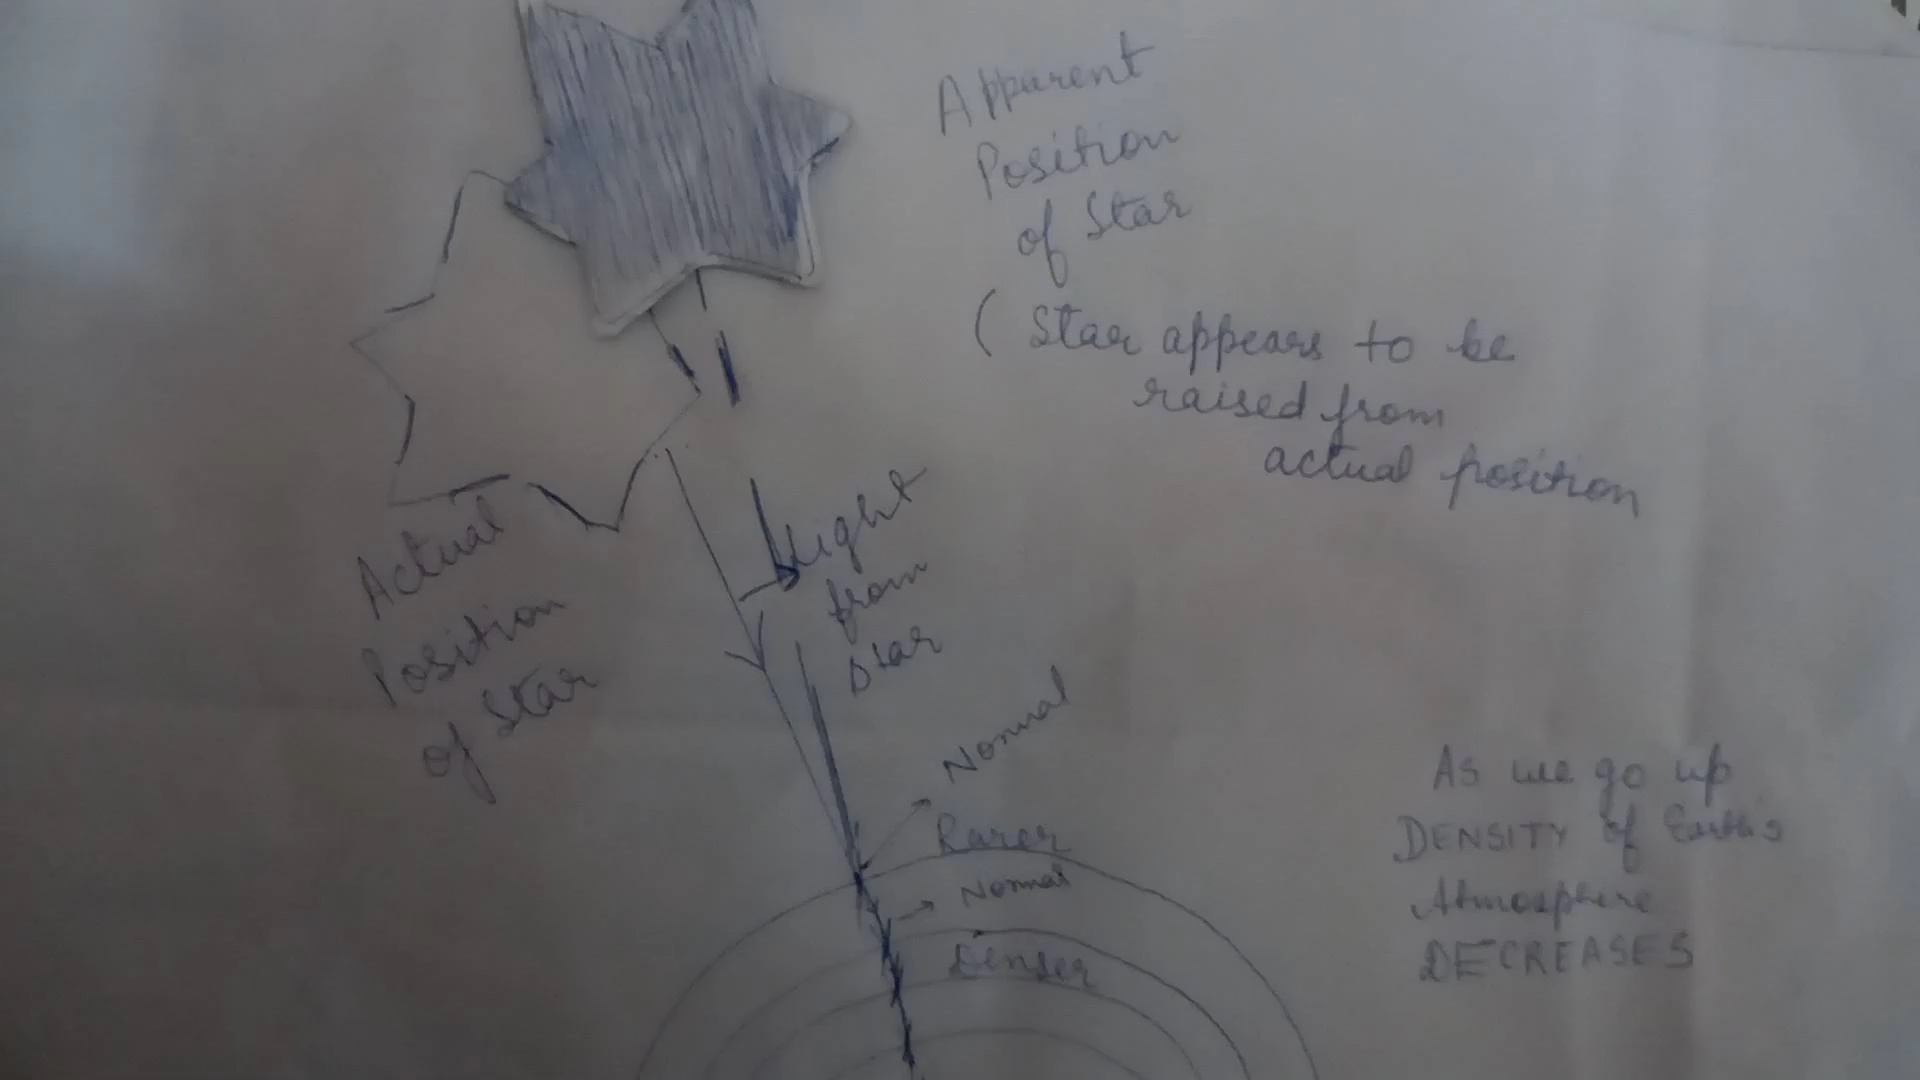 Apparent
Position
of Star
( Star appears to be
raised from
actual position
Actual
Position
of Star
Light
from
star
Normal
Rarer
Normal
Denser
As we go up
DENSITY of Earth's
Atmosphere
DECREASES